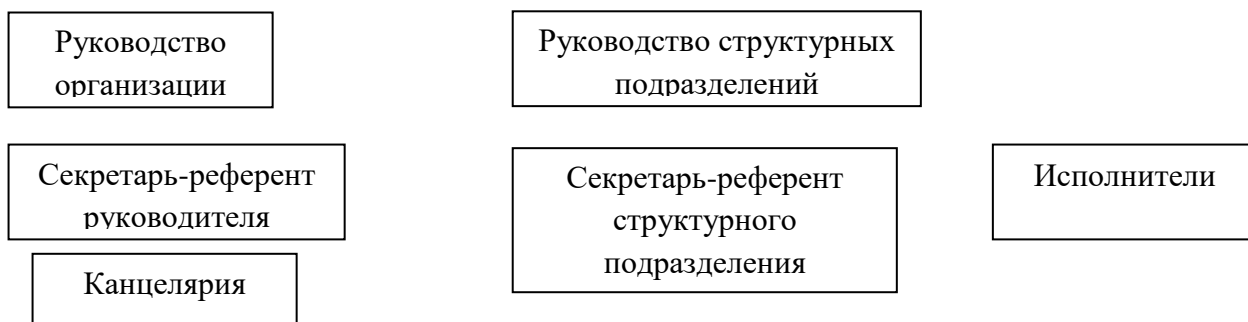 Руководство
организации
Руководство структурных
подразделений
Секретарь-референт
руководителя
Секретарь-референт
структурного
подразделения
Исполнители
Канцелярия